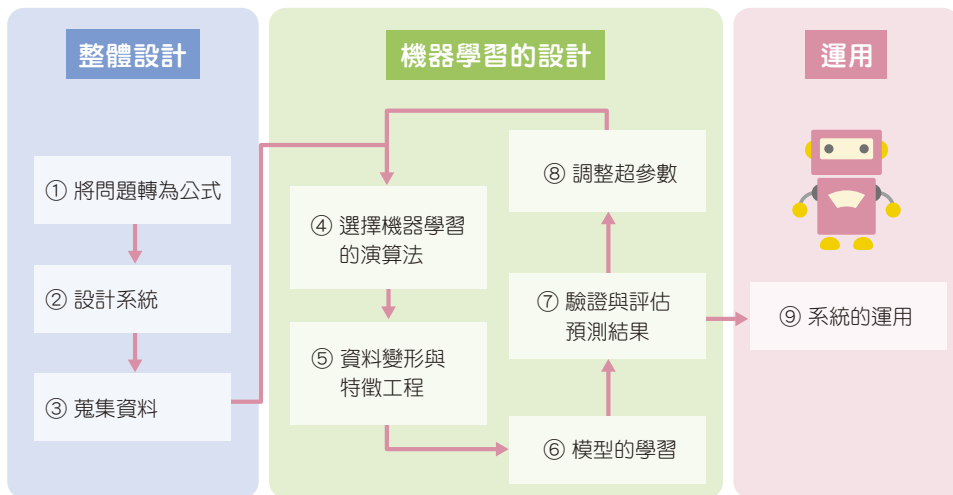 整體設計
① 將問題轉為公式
② 設計系統
③ 蒐集資料
機器學習的設計
④ 選擇機器學習
的演算法
⑤ 資料變形與
特徵工程
⑥ 模型的學習
⑦ 驗證與評估
預測結果
⑧ 調整超參數
運用
⑨ 系統的運用